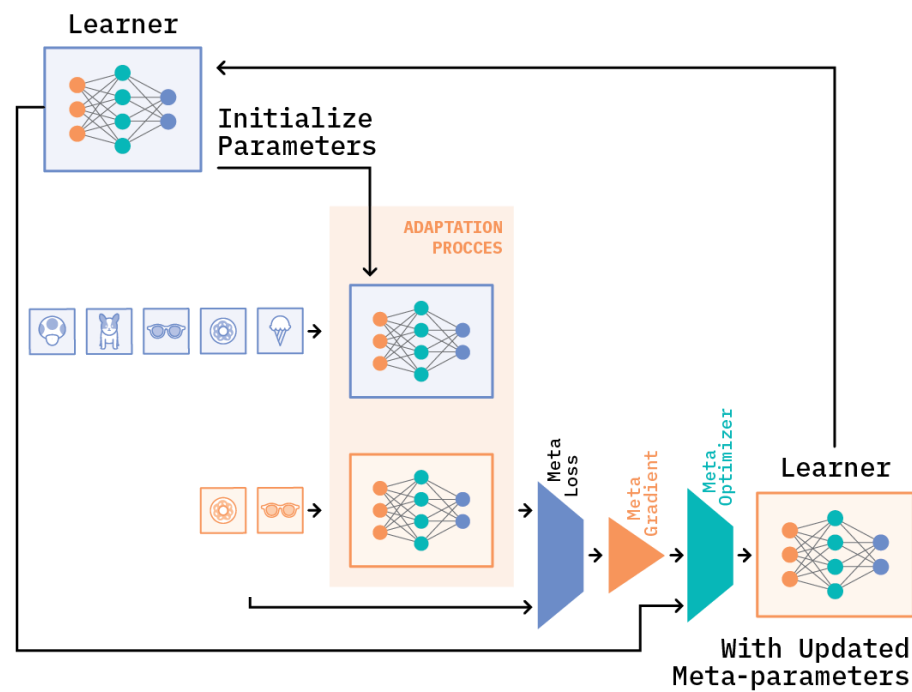 Learner
Initialize
Parameters
ADAPTATION
PROCCES
Meta
Loss
Meta
Gradient
Meta
Optimizer
Learner
With Updated
Meta-parameters